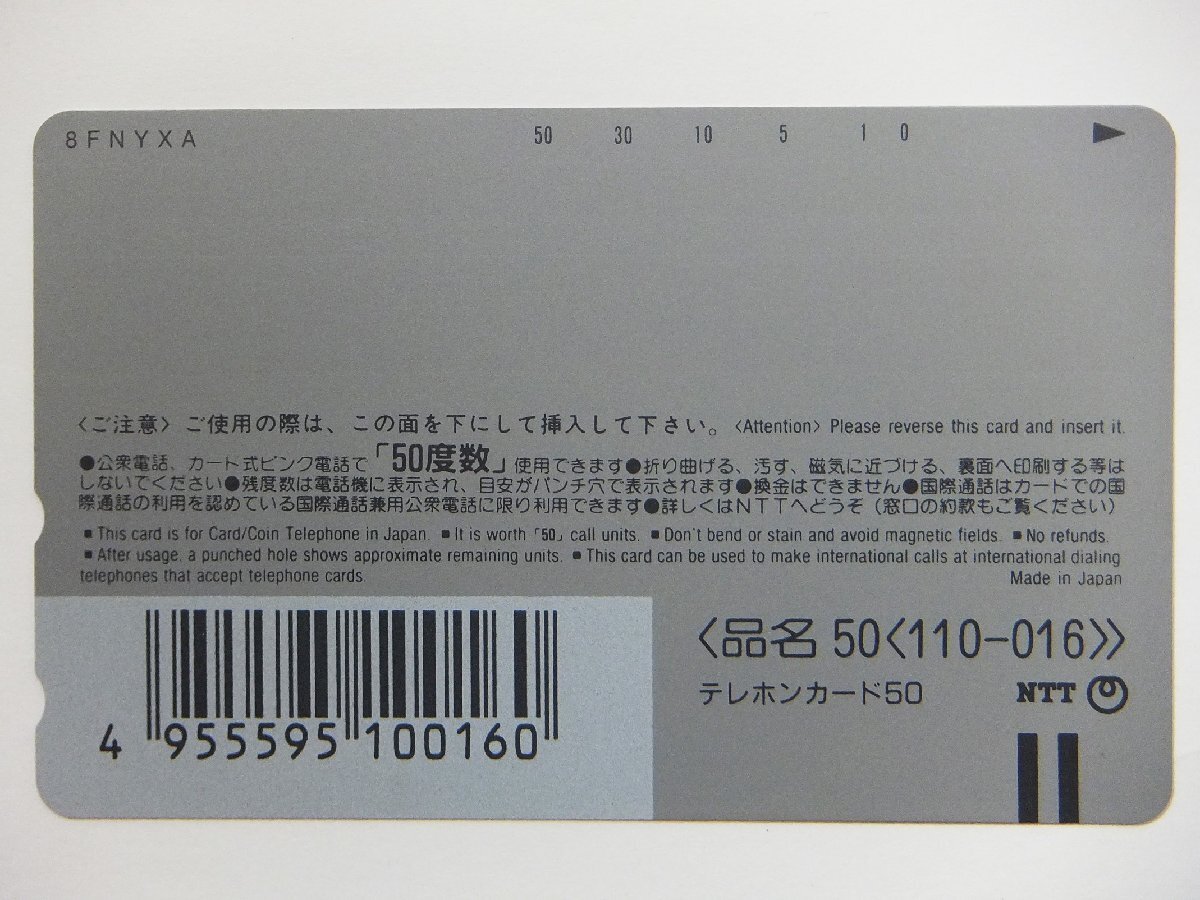 8FNYXA 50 30 10 5 1 0
〈ご注意〉ご使用の際は、この面を下にして挿入して下さい。〈Attention〉Please reverse this card and insert it.
●公衆電話、カード式ピンク電話で「50度数」使用できます●折り曲げる、汚す、磁気に近づける、裏面へ印刷する等は
しないでください●残度数は電話機に表示され、目安がパンチ穴で表示されます●換金はできません●国際通話はカードでの国
際通話の利用を認めている国際通話兼用公衆電話に限り利用できます●詳しくはNTTへどうぞ（窓口の約款もご覧ください）
■This card is for Card/Coin Telephone in Japan. ■It is worth「50」call units. ■Don't bend or stain and avoid magnetic fields. ■No refunds.
■After usage, a punched hole shows approximate remaining units. ■This card can be used to make international calls at international dialing
telephones that accept telephone cards. Made in Japan
〈品名 50〈110-016〉〉
テレホンカード50 NTT
4 955595 100160